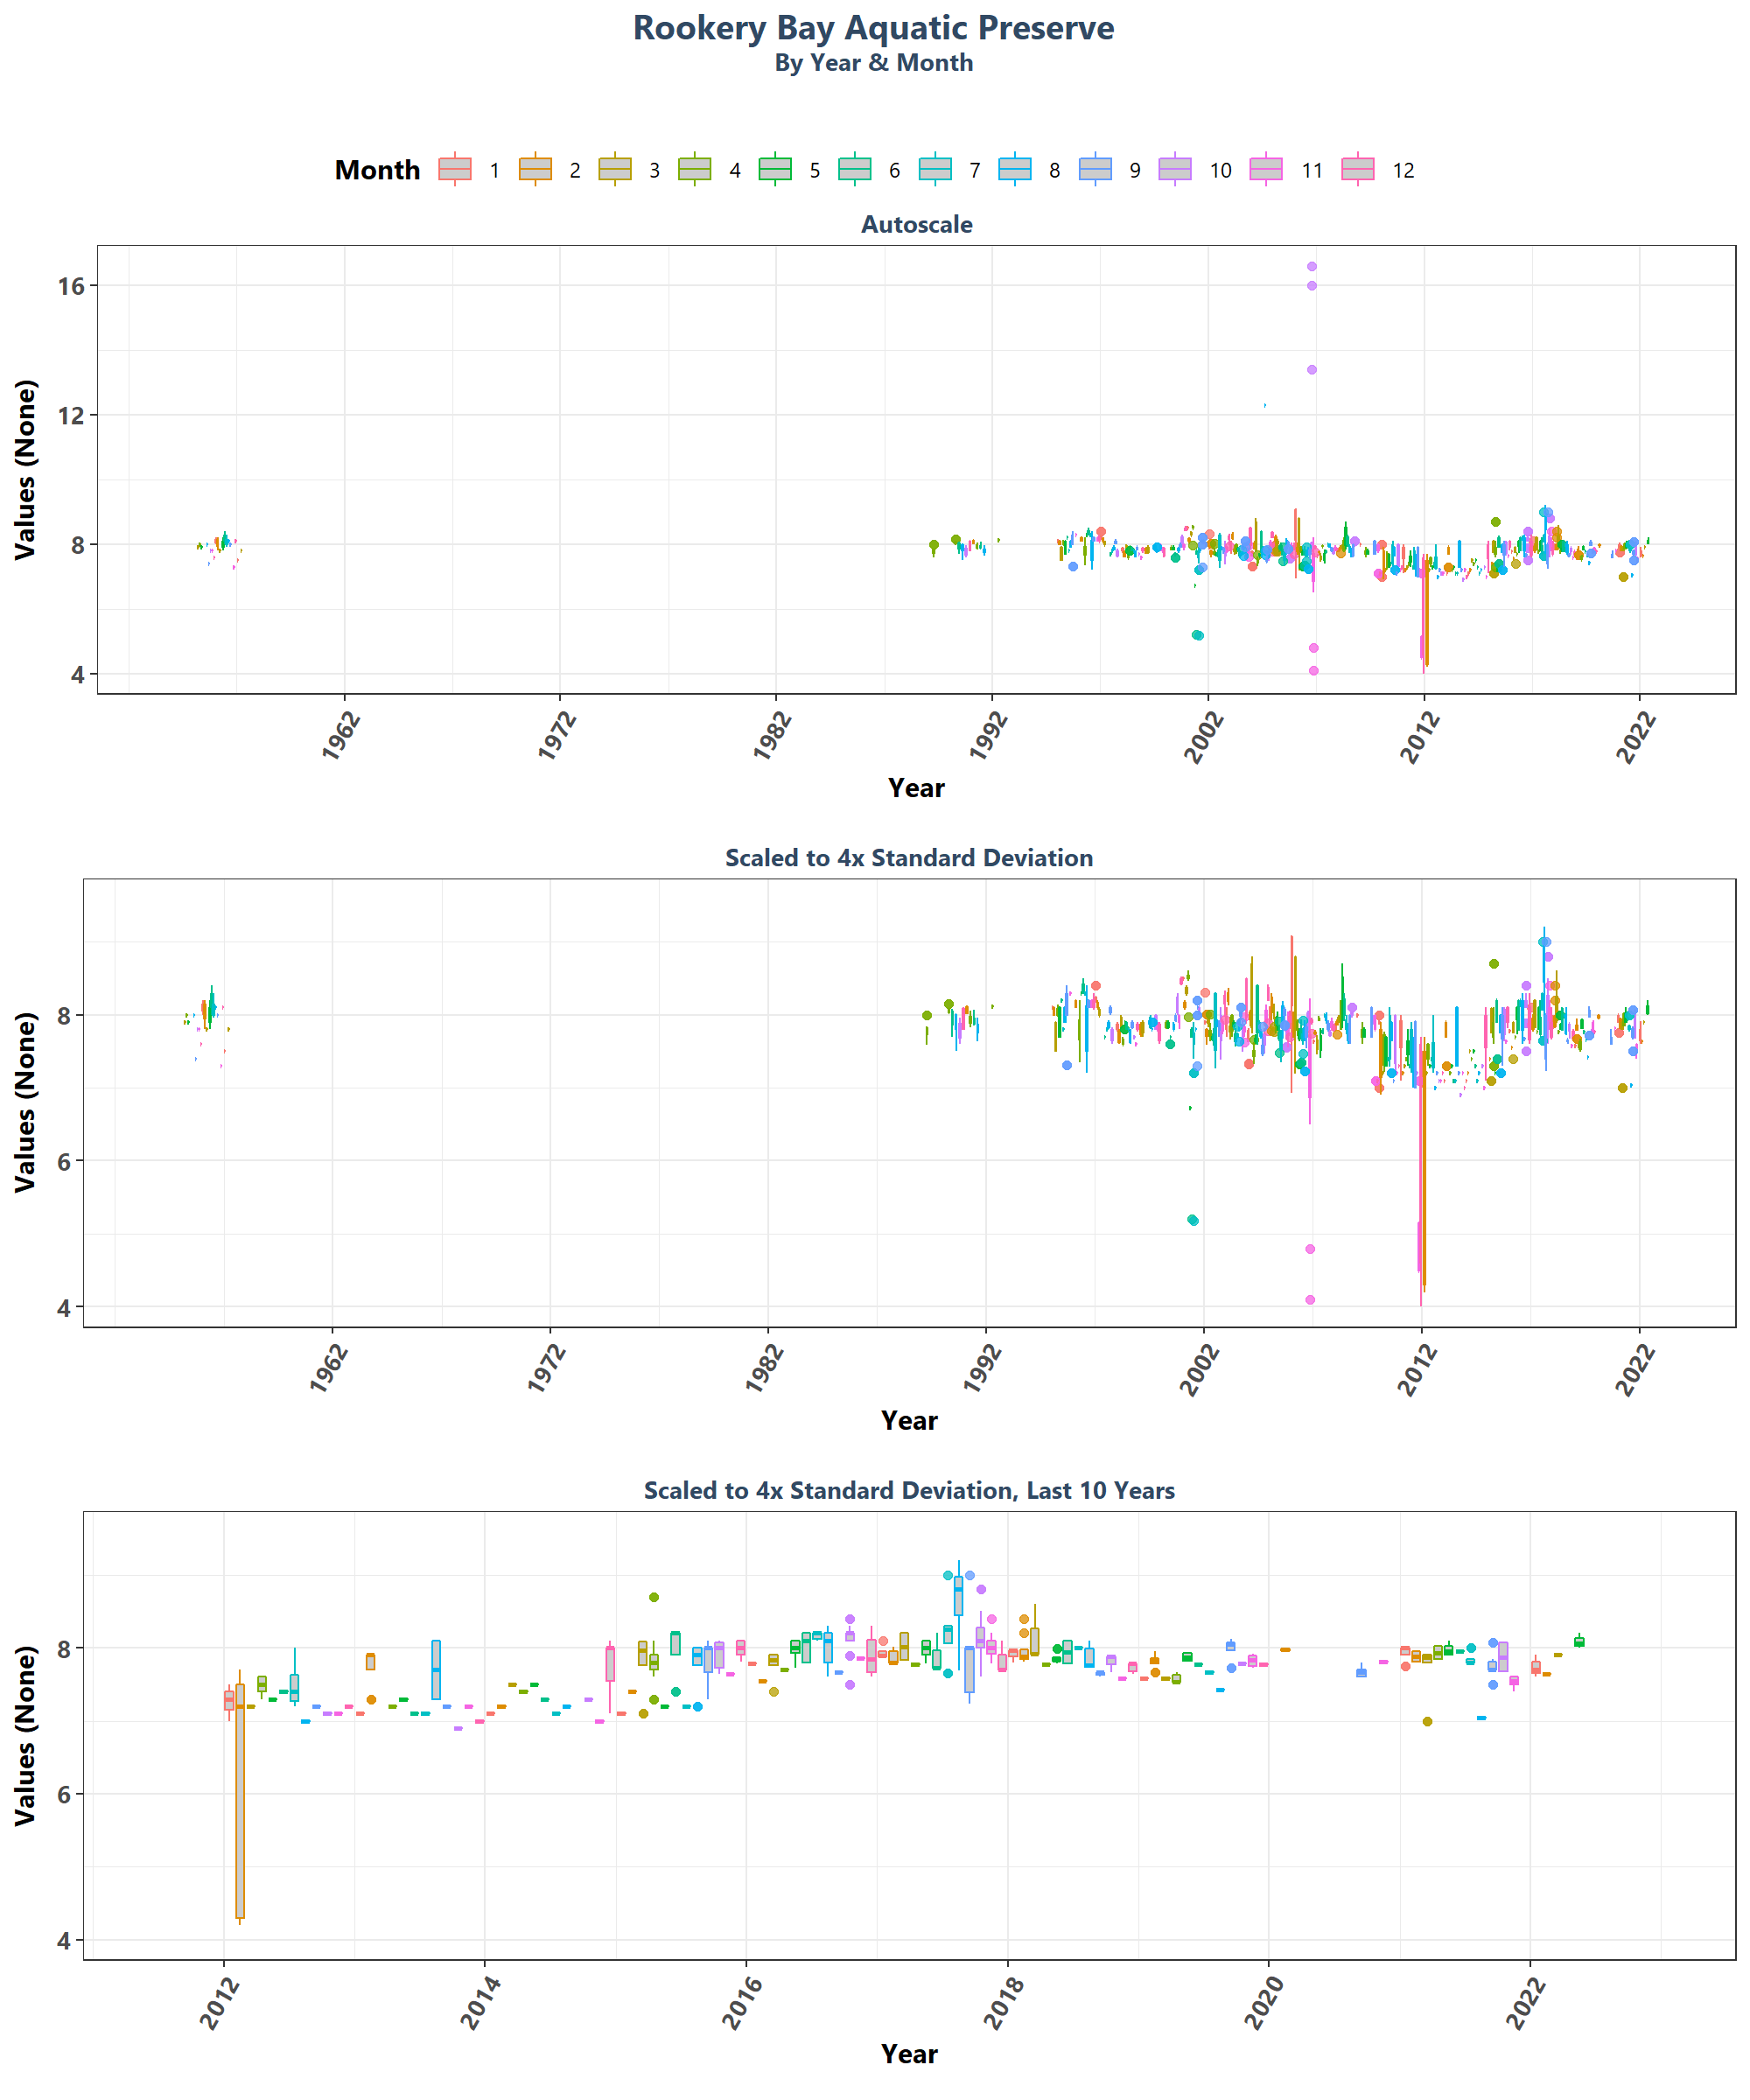 Rookery Bay Aquatic Preserve
By Year & Month
Month 1 2 3 4 5 6 7 8 9 10 11 12
Autoscale
Values (None)
16
12
8
4
1962 1972 1982 1992 2002 2012 2022
Year
Scaled to 4x Standard Deviation
Values (None)
8
6
4
1962 1972 1982 1992 2002 2012 2022
Year
Scaled to 4x Standard Deviation, Last 10 Years
Values (None)
8
6
4
2012 2014 2016 2018 2020 2022
Year